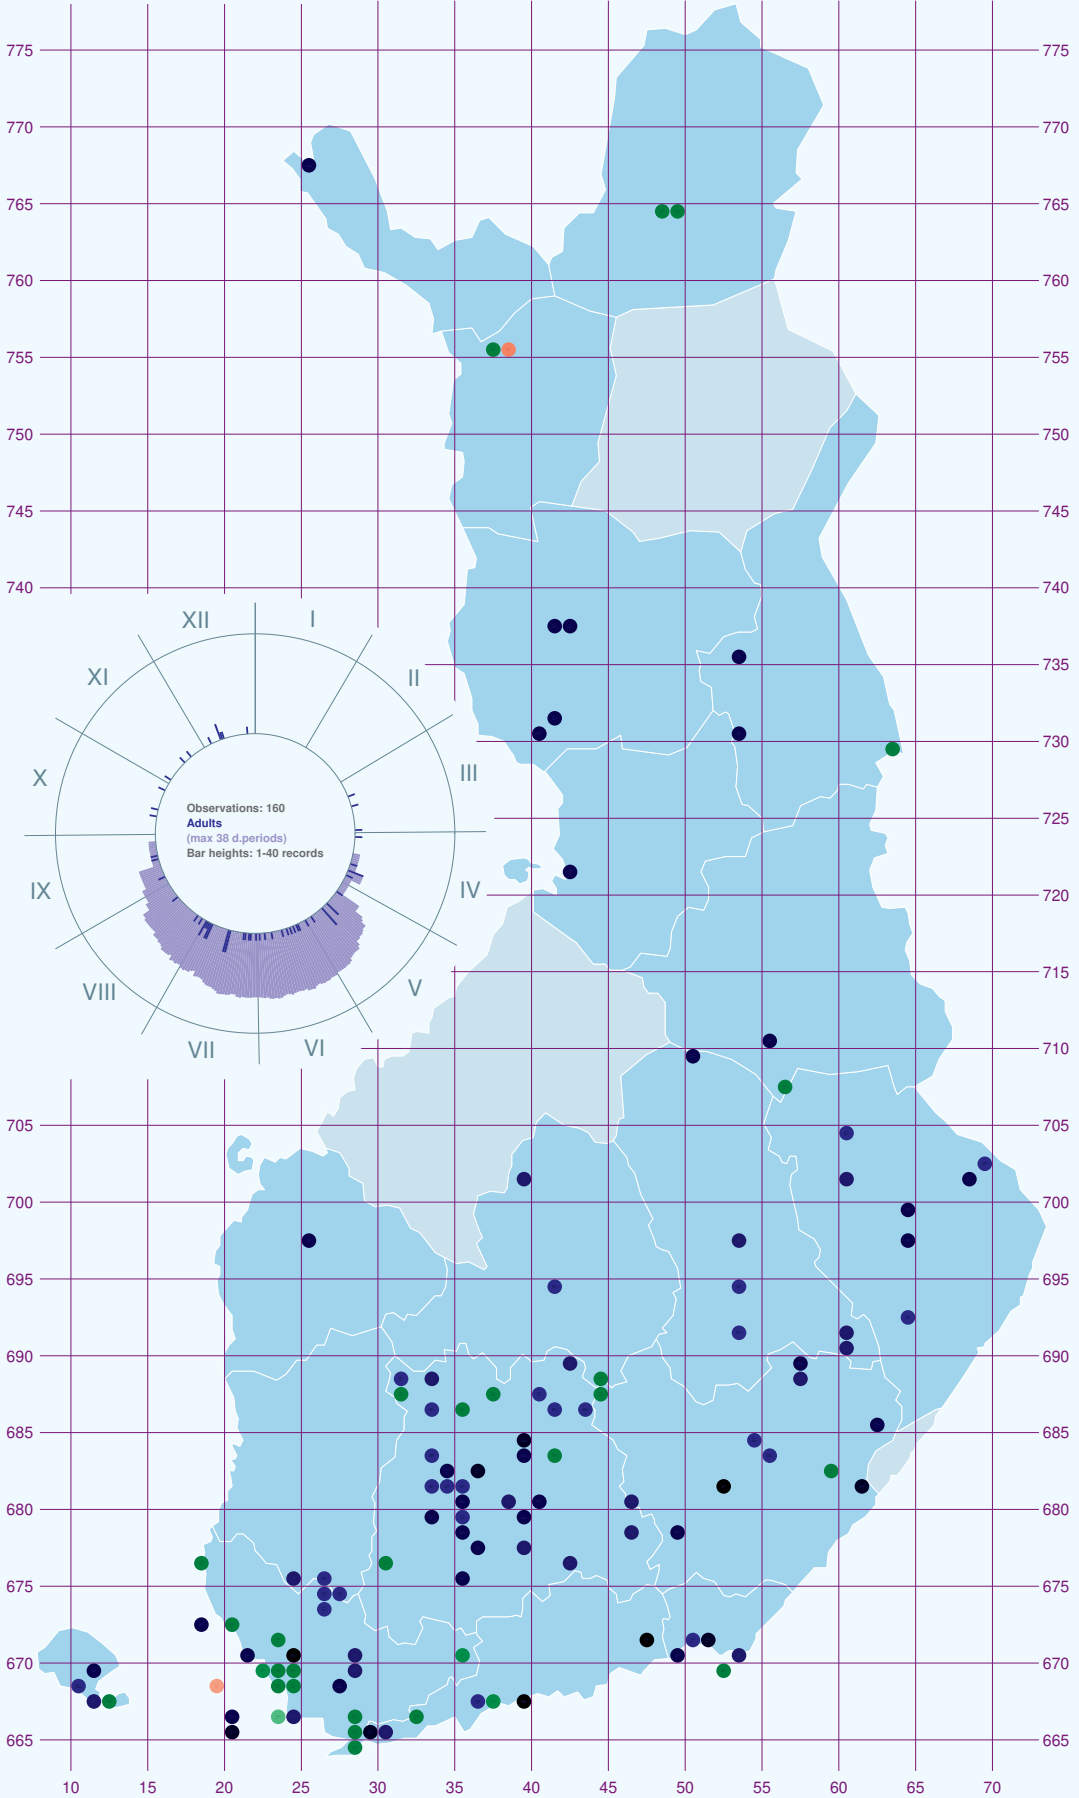 775 775
770 770
765 765
760 760
755 755
750 750
745 745
740 740
XII I
XI II
735 735
730 730
X III
725 725
Observations: 160
Adults
(max 38 d.periods)
Bar heights: 1-40 records
IX IV
720 720
715 715
VIII V
VII VI
710 710
705 705
700 700
695 695
690 690
685 685
680 680
675 675
670 670
665 665
10 15 20 25 30 35 40 45 50 55 60 65 70